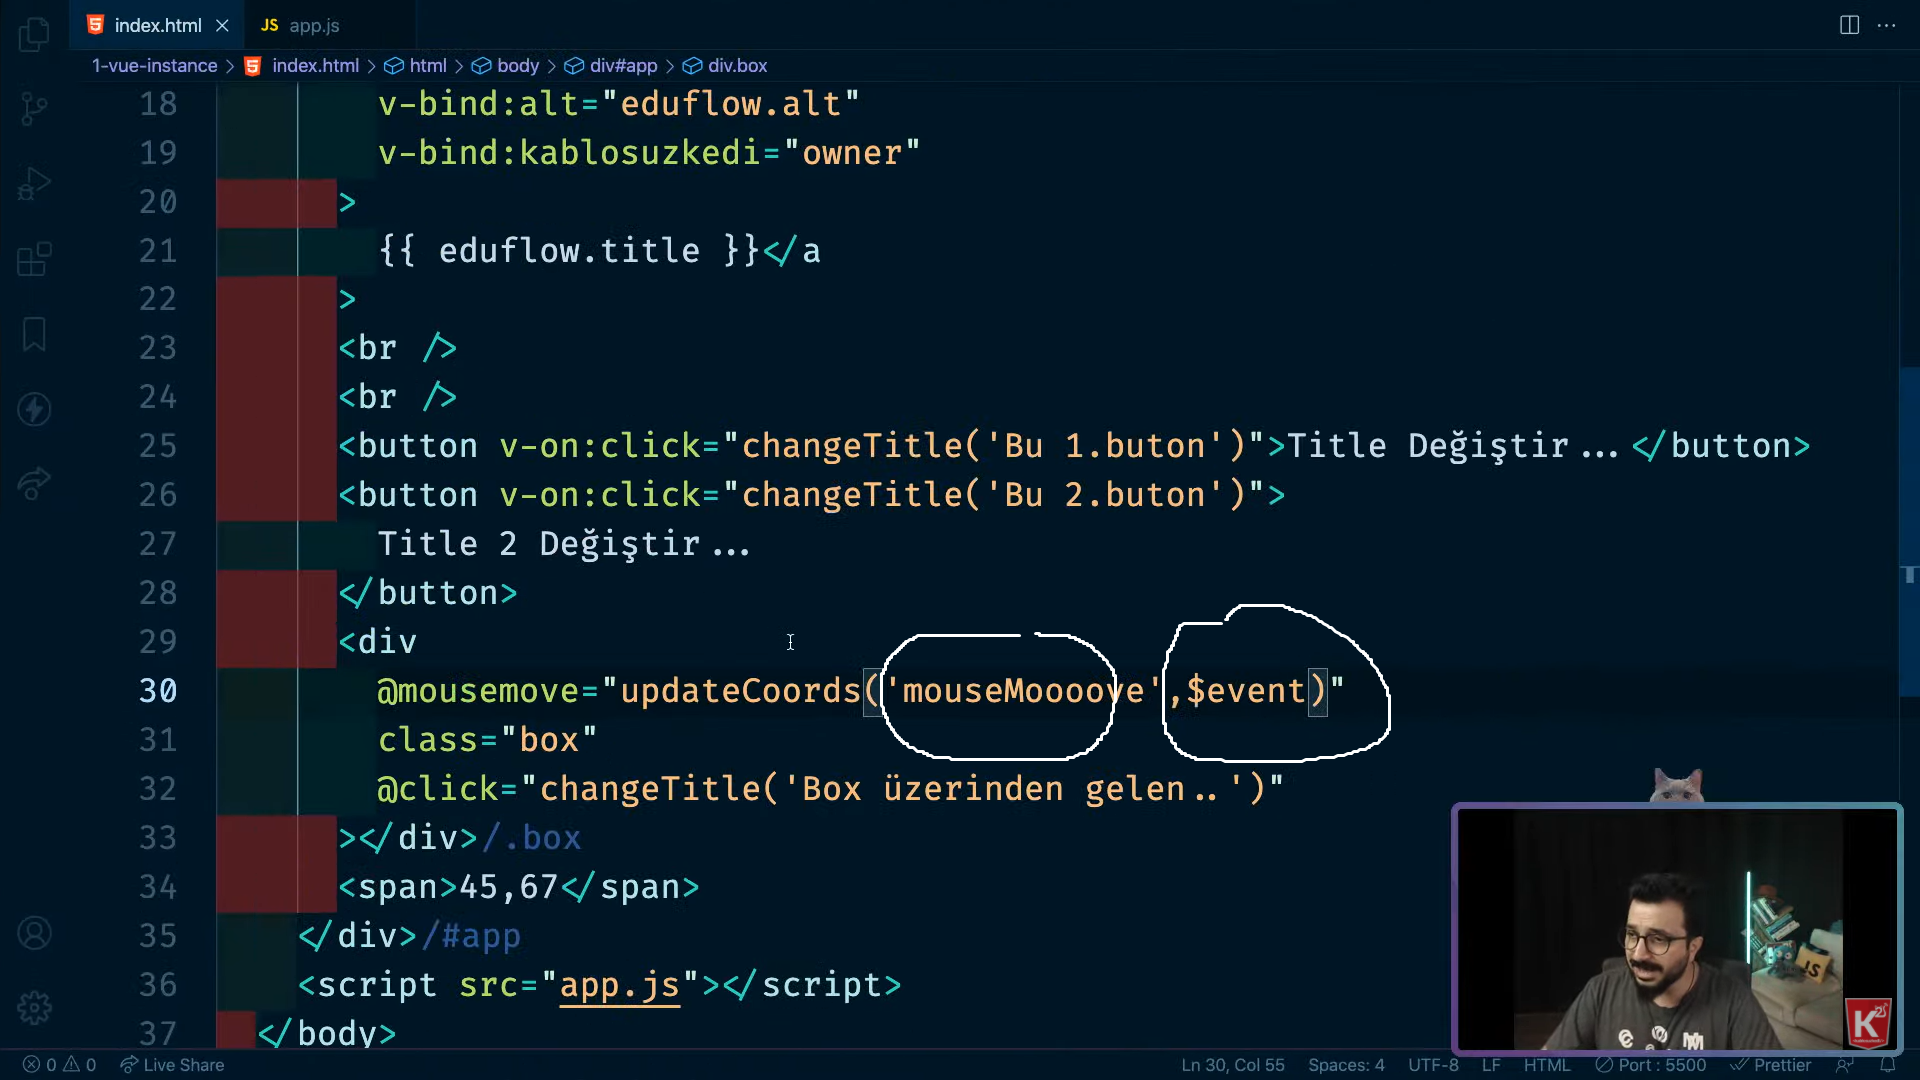 index.html
JS app.js
1-vue-instance > index.html > html > body > div#app > div.box
18 v-bind:alt="eduflow.alt"
19 v-bind:kablosuzkedi="owner"
20 >
21 {{ eduflow.title }}</a
22 >
23 <br />
24 <br />
25 <button v-on:click="changeTitle('Bu 1.buton')">Title Değiştir...</button>
26 <button v-on:click="changeTitle('Bu 2.buton')">
27 Title 2 Değiştir...
28 </button>
29 <div
30 @mousemove="updateCoords('mouseMoooove',$event)"
31 class="box"
32 @click="changeTitle('Box üzerinden gelen..')"
33 ></div>/.box
34 <span>45,67</span>
35 </div>/#app
36 <script src="app.js"></script>
37 </body>
JS
K
0 0 Live Share Ln 30, Col 55 Spaces: 4 UTF-8 LF HTML Port : 5500 Prettier